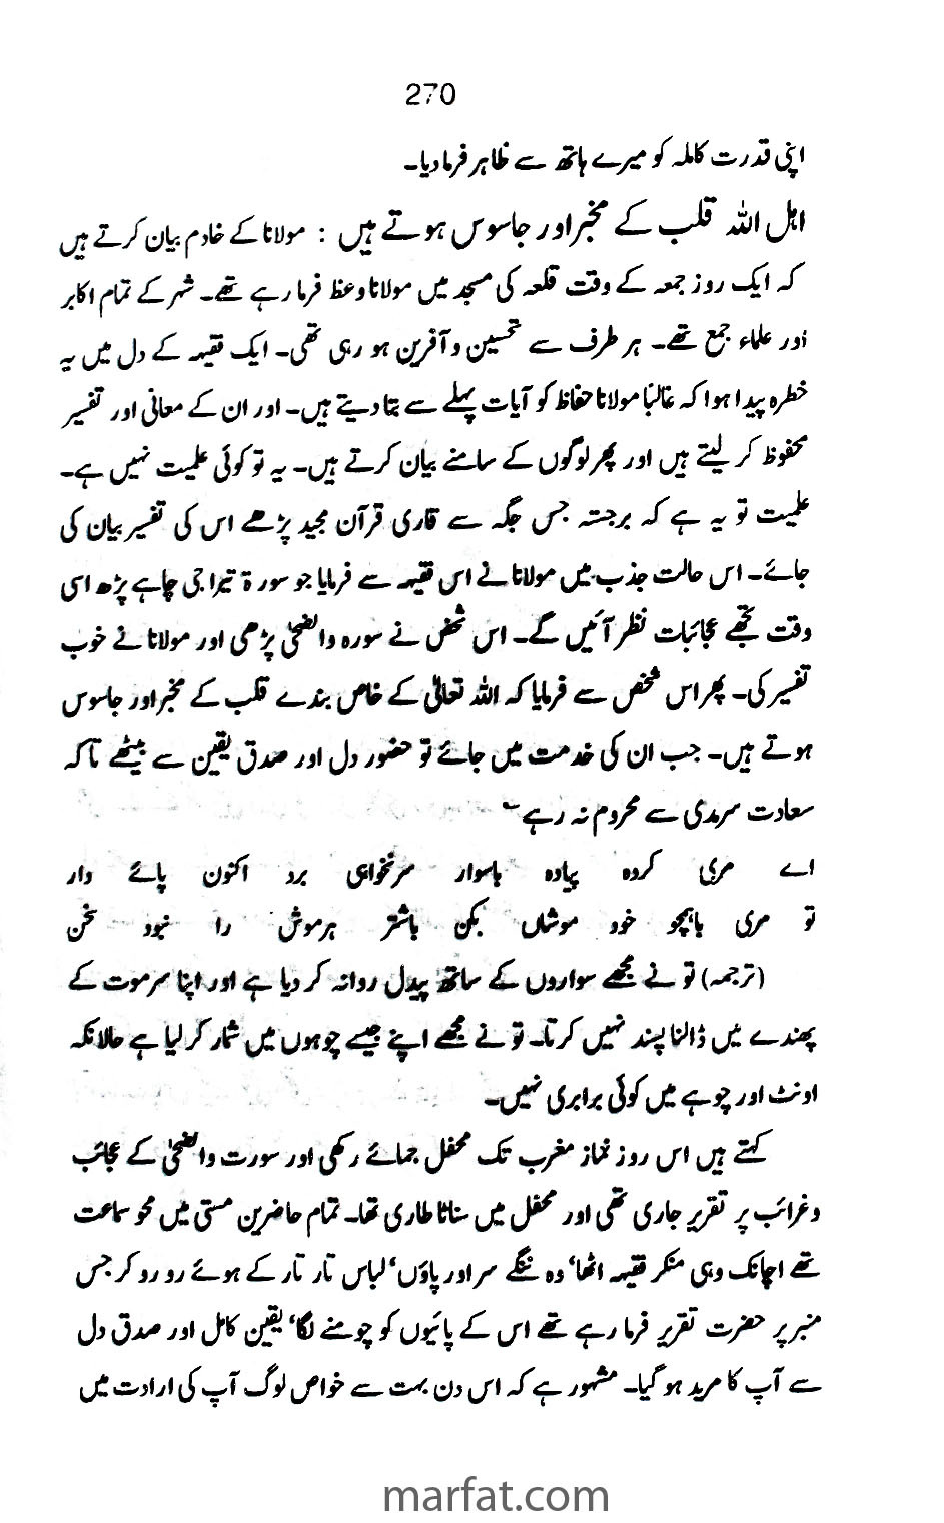 270
اپنی قدرت کاملہ کو میرے ہاتھ سے ظاہر فرما دیا۔
اہل اللہ قلب کے مخبر اور جاسوس ہوتے ہیں : مولانا کے خادم بیان کرتے ہیں
کہ ایک روز جمعہ کے وقت قلعہ کی مسجد میں مولانا وعظ فرما رہے تھے۔ شہر کے تمام اکابر
اور علماء جمع تھے۔ ہر طرف سے تحسین و آفرین ہو رہی تھی۔ ایک فقیہہ کے دل میں یہ
خطرہ پیدا ہوا کہ غالباً مولانا حفاظ کو آیات پہلے سے بتا دیتے ہیں۔ اور ان کے معانی اور تفسیر
محفوظ کر لیتے ہیں اور پھر لوگوں کے سامنے بیان کرتے ہیں۔ یہ تو کوئی علمیت نہیں ہے۔
علمیت تو یہ ہے کہ برجستہ جس جگہ سے قاری قرآن مجید پڑھے اس کی تفسیر بیان کی
جائے۔ اس حالت جذب میں مولانا نے اس فقیہہ سے فرمایا جو سورۃ تیرا جی چاہے پڑھ اسی
وقت تجھے عجائبات نظر آئیں گے۔ اس شخص نے سورہ والضحیٰ پڑھی اور مولانا نے خوب
تفسیر کی۔ پھر اس شخص سے فرمایا کہ اللہ تعالیٰ کے خاص بندے قلب کے مخبر اور جاسوس
ہوتے ہیں۔ جب ان کی خدمت میں جائے تو حضور دل اور صدق یقین سے بیٹھے تاکہ
سعادت سرمدی سے محروم نہ رہے
اے مری کردہ پیادہ باسوار سرنخواہی برد اکنون پائے دار
تو مری باہمچو خود موشاں بکن باشتر ہرموش را نبود سخن
(ترجمہ) تو نے مجھے سواروں کے ساتھ پیدل روانہ کر دیا ہے اور اپنا سر موت کے
پھندے میں ڈالنا پسند نہیں کرتا۔ تو نے مجھے اپنے جیسے چوہوں میں شمار کر لیا ہے حالانکہ
اونٹ اور چوہے میں کوئی برابری نہیں۔
کہتے ہیں اس روز نماز مغرب تک محفل جمائے رکھی اور سورت والضحیٰ کے عجائب
و غرائب پر تقریر جاری تھی اور محفل میں سناٹا طاری تھا۔ تمام حاضرین مستی میں محو سماعت
تھے اچانک وہی منکر فقیہہ اٹھا، وہ ننگے سر اور پاؤں، لباس تار تار کے ہوئے رو رو کر جس
منبر پر حضرت تقریر فرما رہے تھے اس کے پائیوں کو چومنے لگا، یقین کامل اور صدق دل
سے آپ کا مرید ہو گیا۔ مشہور ہے کہ اس دن بہت سے خواص لوگ آپ کی ارادت میں
marfat.com